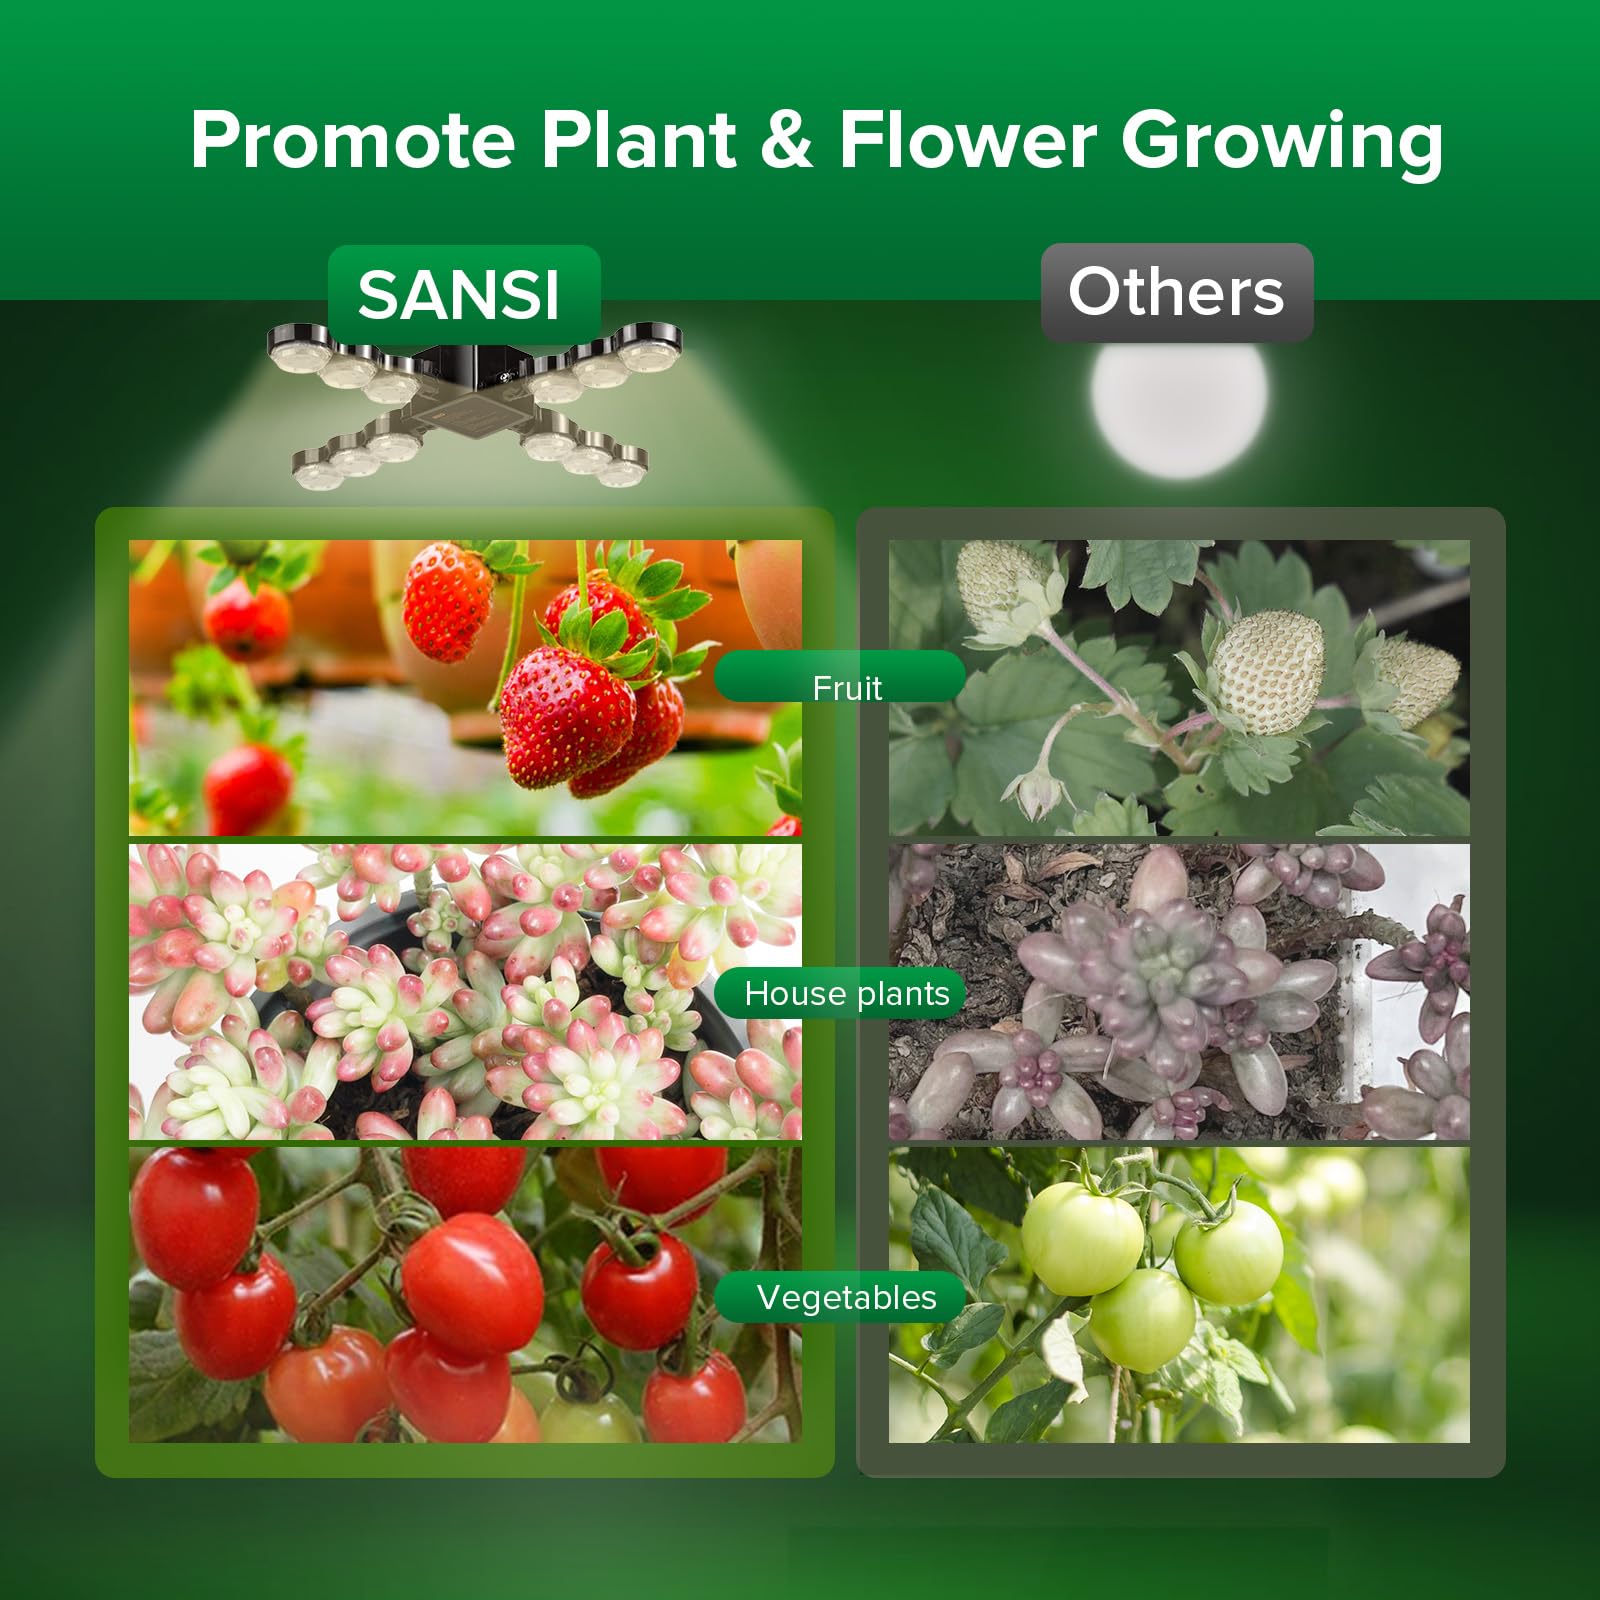 Promote Plant & Flower Growing
SANSI
Others
Fruit
House plants
Vegetables